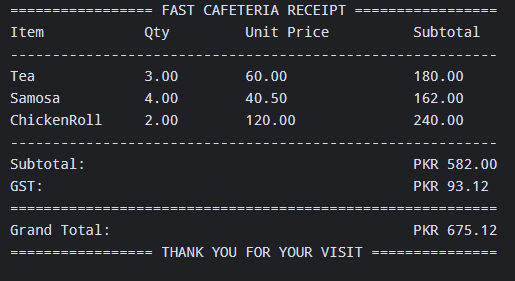 ================= FAST CAFETERIA RECEIPT =================
Item Qty Unit Price Subtotal
----------------------------------------------------------
Tea 3.00 60.00 180.00
Samosa 4.00 40.50 162.00
ChickenRoll 2.00 120.00 240.00
----------------------------------------------------------
Subtotal: PKR 582.00
GST: PKR 93.12
==========================================================
Grand Total: PKR 675.12
================= THANK YOU FOR YOUR VISIT ===============